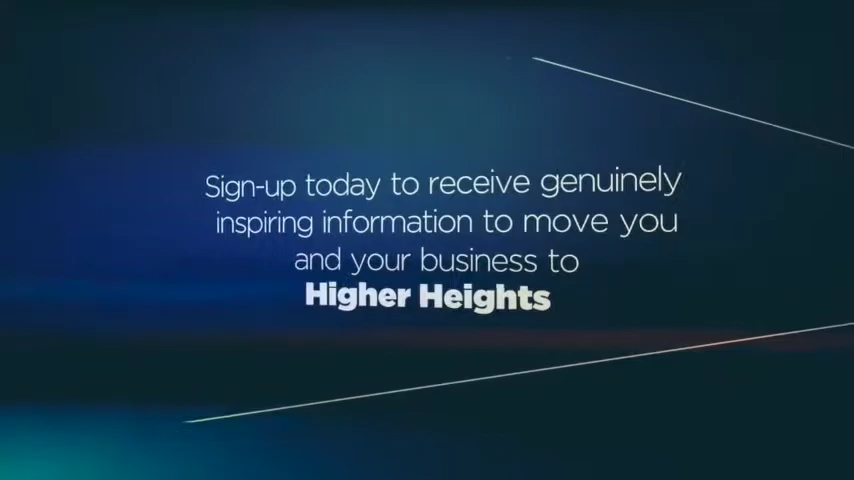 Sign-up today to receive genuinely
inspiring information to move you
and your business to
Higher Heights